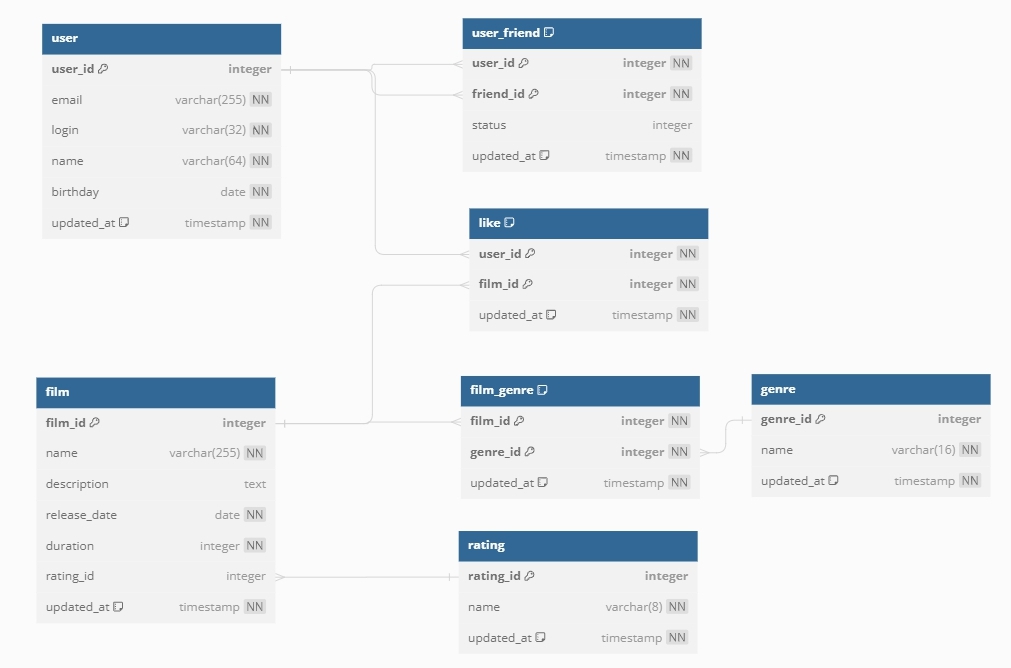 user
user_id integer
email varchar(255) NN
login varchar(32) NN
name varchar(64) NN
birthday date NN
updated_at timestamp NN
user_friend
user_id integer NN
friend_id integer NN
status integer
updated_at timestamp NN
like
user_id integer NN
film_id integer NN
updated_at timestamp NN
film
film_id integer
name varchar(255) NN
description text
release_date date NN
duration integer NN
rating_id integer
updated_at timestamp NN
film_genre
film_id integer NN
genre_id integer NN
updated_at timestamp NN
genre
genre_id integer
name varchar(16) NN
updated_at timestamp NN
rating
rating_id integer
name varchar(8) NN
updated_at timestamp NN